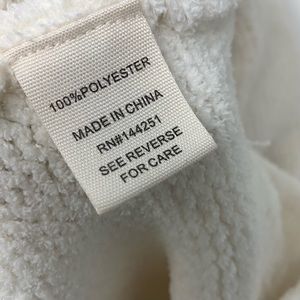 100%POLYESTER
MADE IN CHINA
RN#144251
SEE REVERSE
FOR CARE